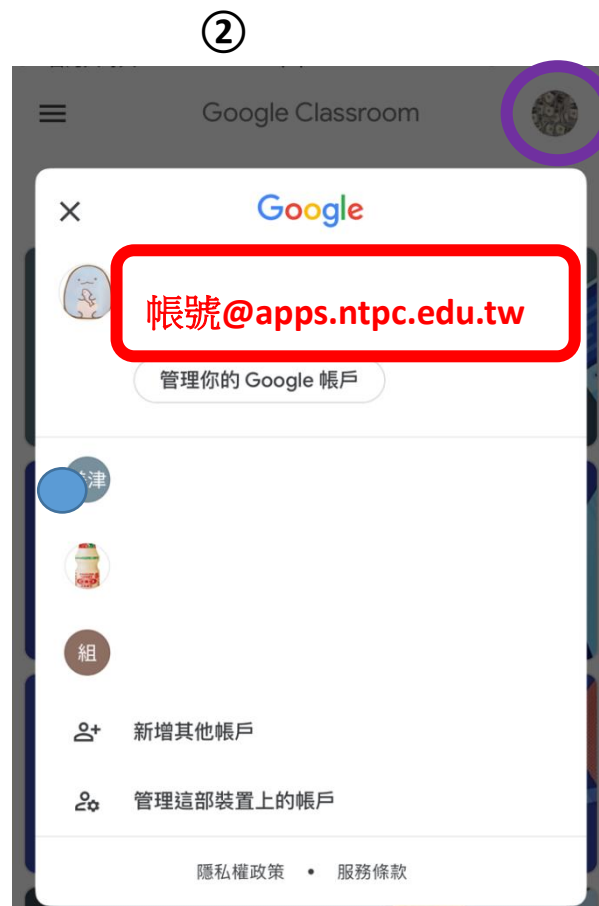 ②
Google Classroom
Google
帳號@apps.ntpc.edu.tw
管理你的 Google 帳戶
津
組
新增其他帳戶
管理這部裝置上的帳戶
隱私權政策 • 服務條款